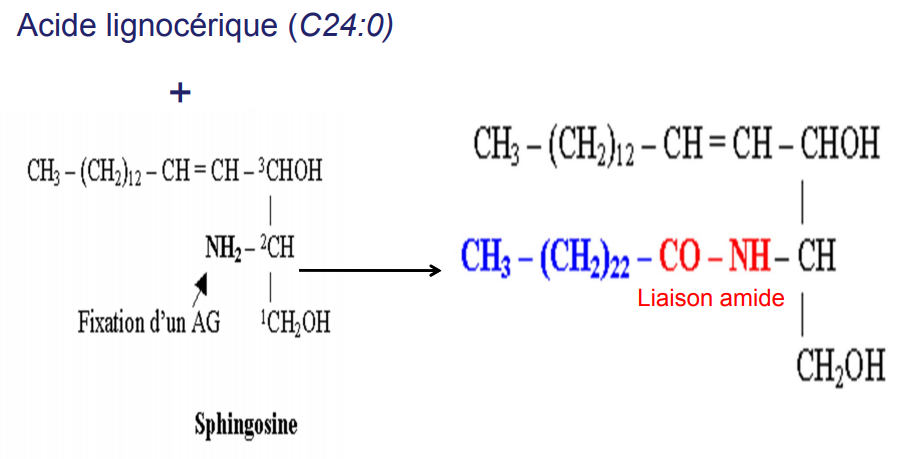 Acide lignocérique (C24:0)
+
CH₃ – (CH₂)₁₂ – CH = CH – ³CHOH
|
NH₂ – ²CH
|
Fixation d’un AG ¹CH₂OH
Sphingosine
CH₃ – (CH₂)₁₂ – CH = CH – CHOH
|
CH₃ – (CH₂)₂₂ – CO – NH – CH
Liaison amide |
CH₂OH